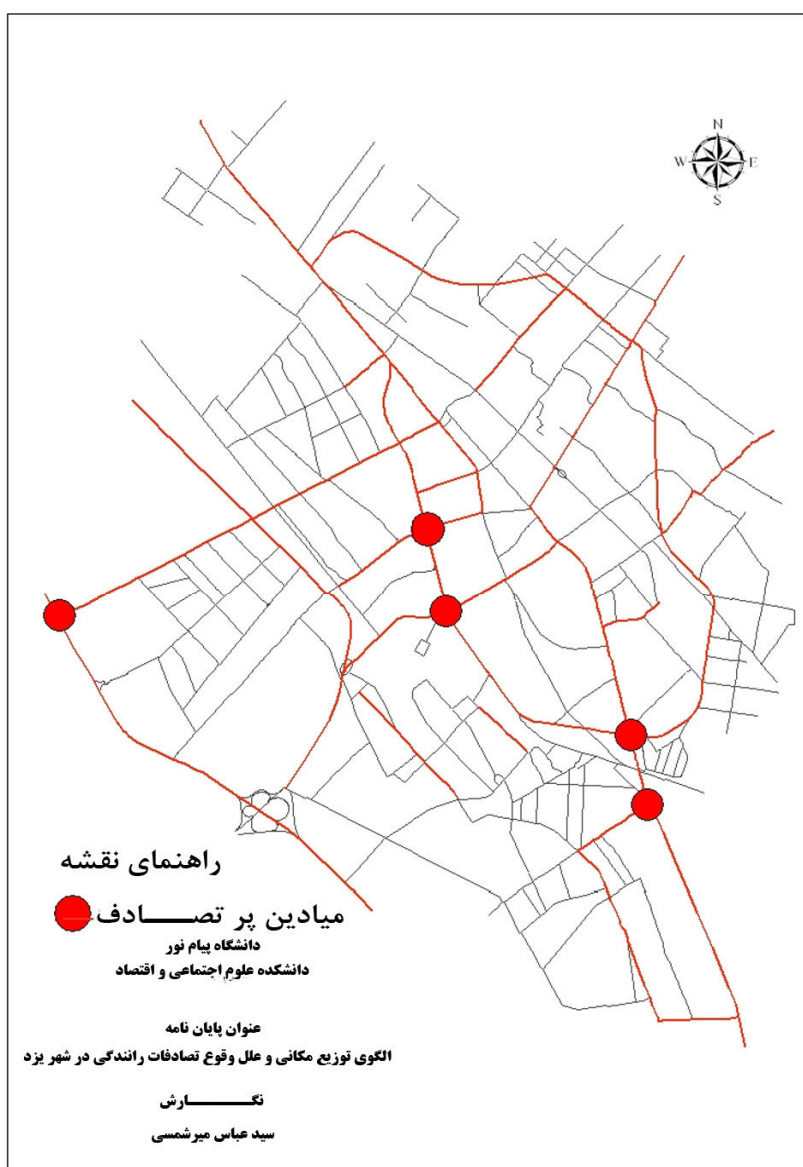 N
W E
S
راهنمای نقشه
میادین پر تصـــادف
دانشگاه پیام نور
دانشکده علوم اجتماعی و اقتصاد
عنوان پایان نامه
الگوی توزیع مکانی و علل وقوع تصادفات رانندگی در شهر یزد
نگـــــــارش
سید عباس میرشمسی